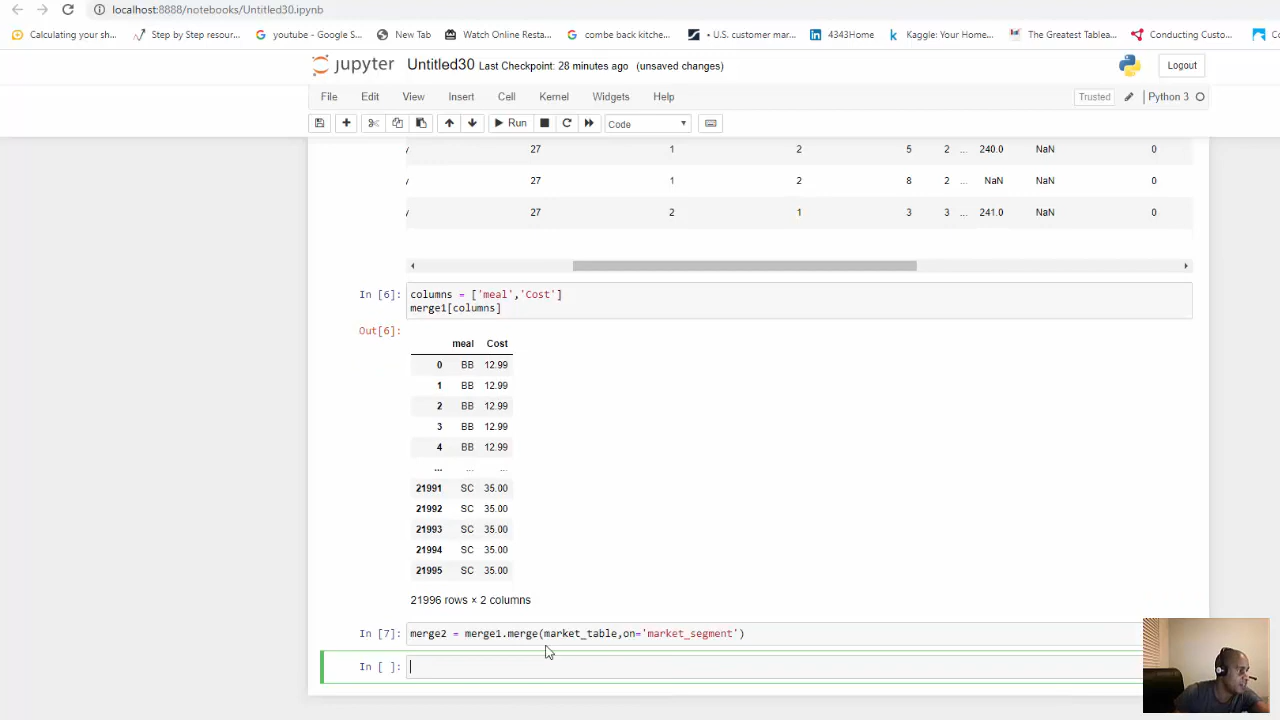 localhost:8888/notebooks/Untitled30.ipynb
Calculating your sh... Step by Step resour... youtube - Google S... New Tab Watch Online Resta... combe back kitche... • U.S. customer mar... 4343Home Kaggle: Your Home... The Greatest Tablea... Conducting Custo...
jupyter Untitled30 Last Checkpoint: 28 minutes ago (unsaved changes) Logout
File Edit View Insert Cell Kernel Widgets Help Trusted Python 3
Run Code
27 1 2 5 2 ... 240.0 NaN 0
27 1 2 8 2 ... NaN NaN 0
27 2 1 3 3 ... 241.0 NaN 0
In [6]: columns = ['meal','Cost']
merge1[columns]
Out[6]:
meal Cost
0 BB 12.99
1 BB 12.99
2 BB 12.99
3 BB 12.99
4 BB 12.99
... ... ...
21991 SC 35.00
21992 SC 35.00
21993 SC 35.00
21994 SC 35.00
21995 SC 35.00
21996 rows × 2 columns
In [7]: merge2 = merge1.merge(market_table,on='market_segment')
In [ ]: